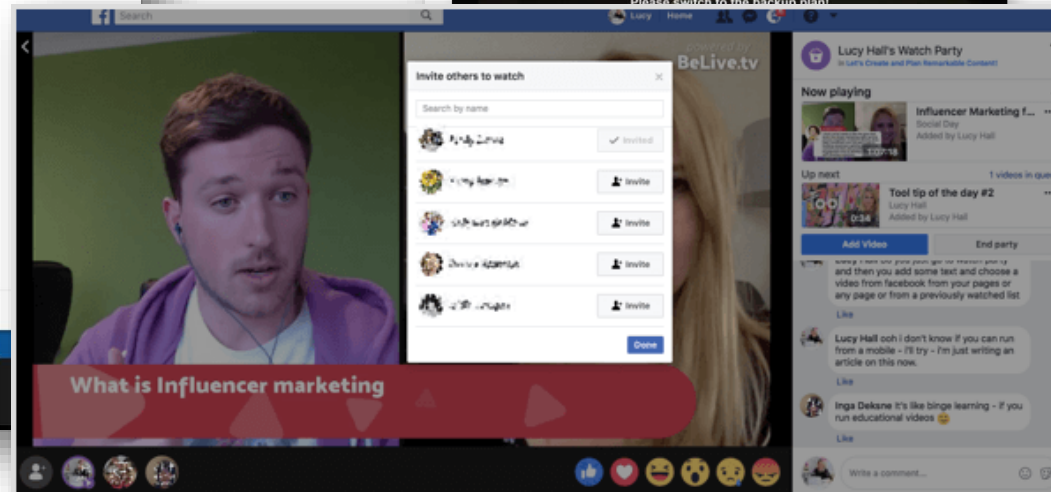 Please switch to the backup plan!
f Search
Lucy Home
powered by
BeLive.tv
Invite others to watch
Search by name
Invited
Invite
Invite
Invite
Invite
Done
What is Influencer marketing
Lucy Hall's Watch Party
in Let's Create and Plan Remarkable Content!
Now playing
Influencer Marketing f...
Social Day
Added by Lucy Hall
1:07:18
Up next
1 videos in que
Tool tip of the day #2
Lucy Hall
Added by Lucy Hall
0:34
Add Video
End party
and then you add some text and choose a
video from facebook from your pages or
any page or from a previously watched list
Like
Lucy Hall ooh i don't know if you can run
from a mobile - i'll try - i'm just writing an
article on this now.
Like
Inga Deksne It's like binge learning - if you
run educational videos
Like
Write a comment...